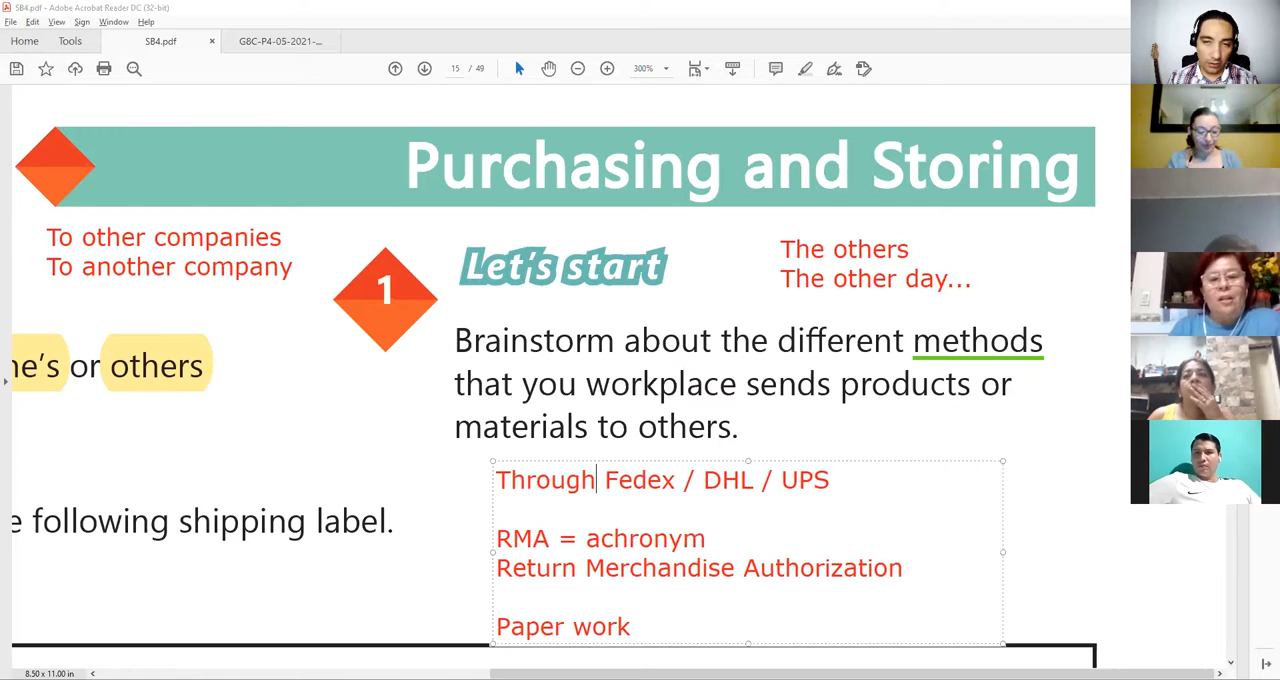 SB4.pdf - Adobe Acrobat Reader DC (32-bit)
File Edit View Sign Window Help
Home Tools SB4.pdf × GBC-P4-05-2021-...
15 / 49 300%
Purchasing and Storing
To other companies
To another company
1
Let's start
The others
The other day...
ne's or others
Brainstorm about the different methods
that you workplace sends products or
materials to others.
Through Fedex / DHL / UPS
e following shipping label.
RMA = achronym
Return Merchandise Authorization
Paper work
8.50 x 11.00 in